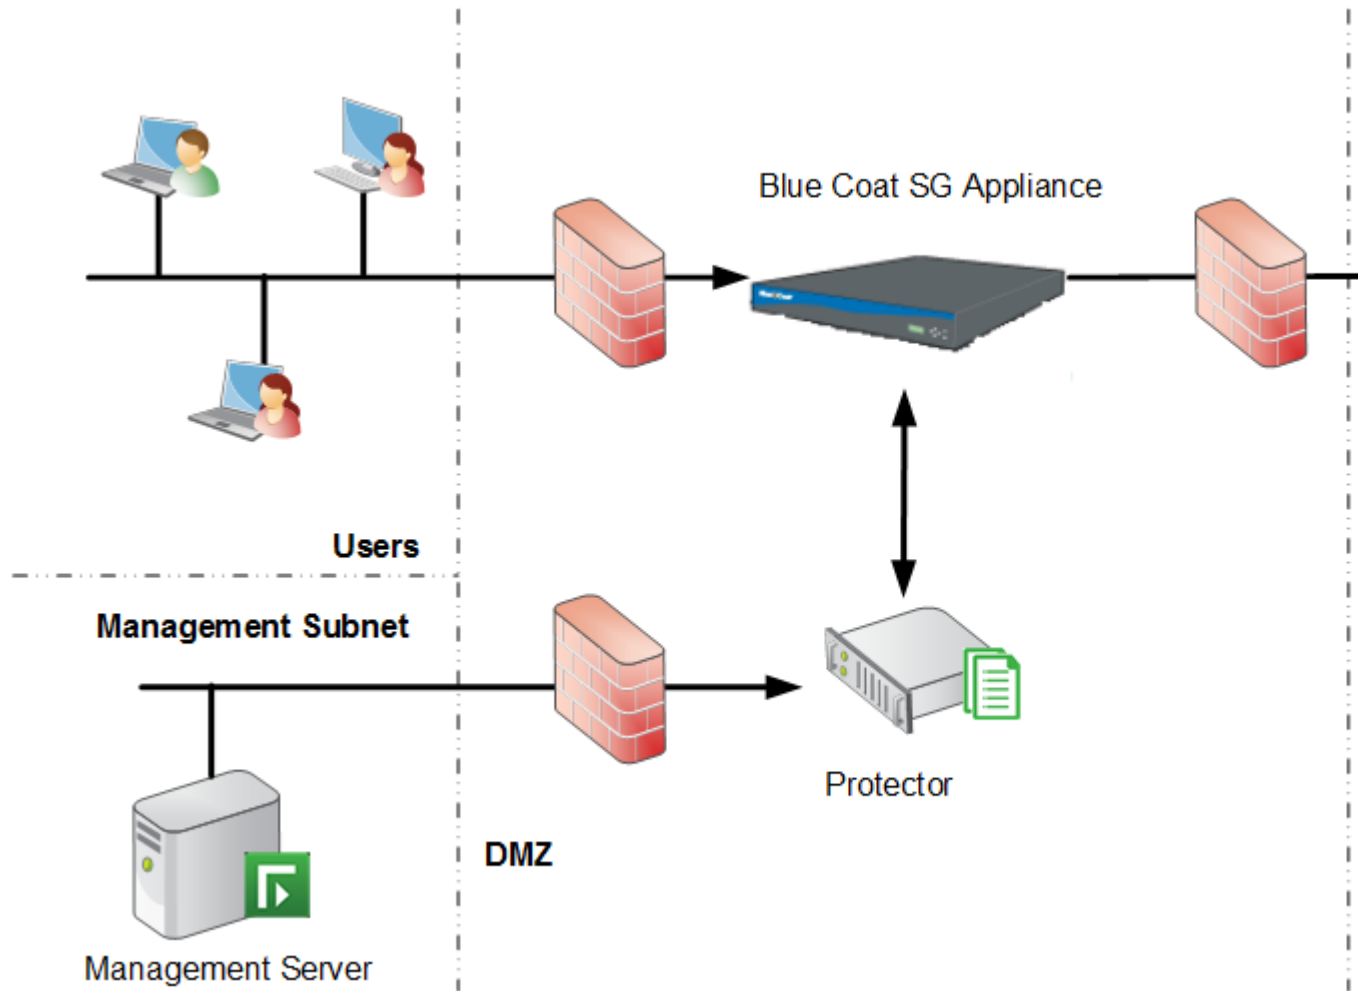 Blue Coat SG Appliance
Users
Management Subnet
Protector
DMZ
Management Server